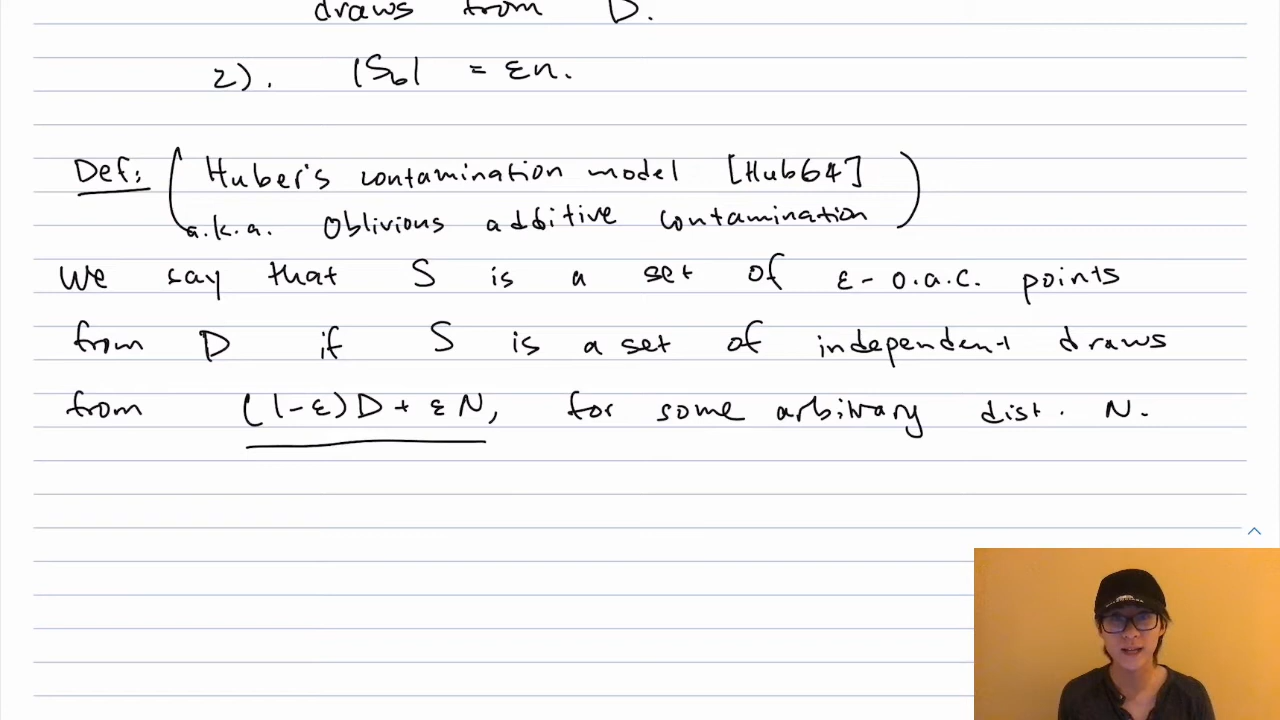 draws from D.
2). |S_b| = εn.
Def: (Huber's contamination model [Hub64]
a.k.a. Oblivious additive contamination)
We say that S is a set of ε-o.a.c. points
from D if S is a set of independent draws
from (1-ε)D + εN, for some arbitrary dist. N.